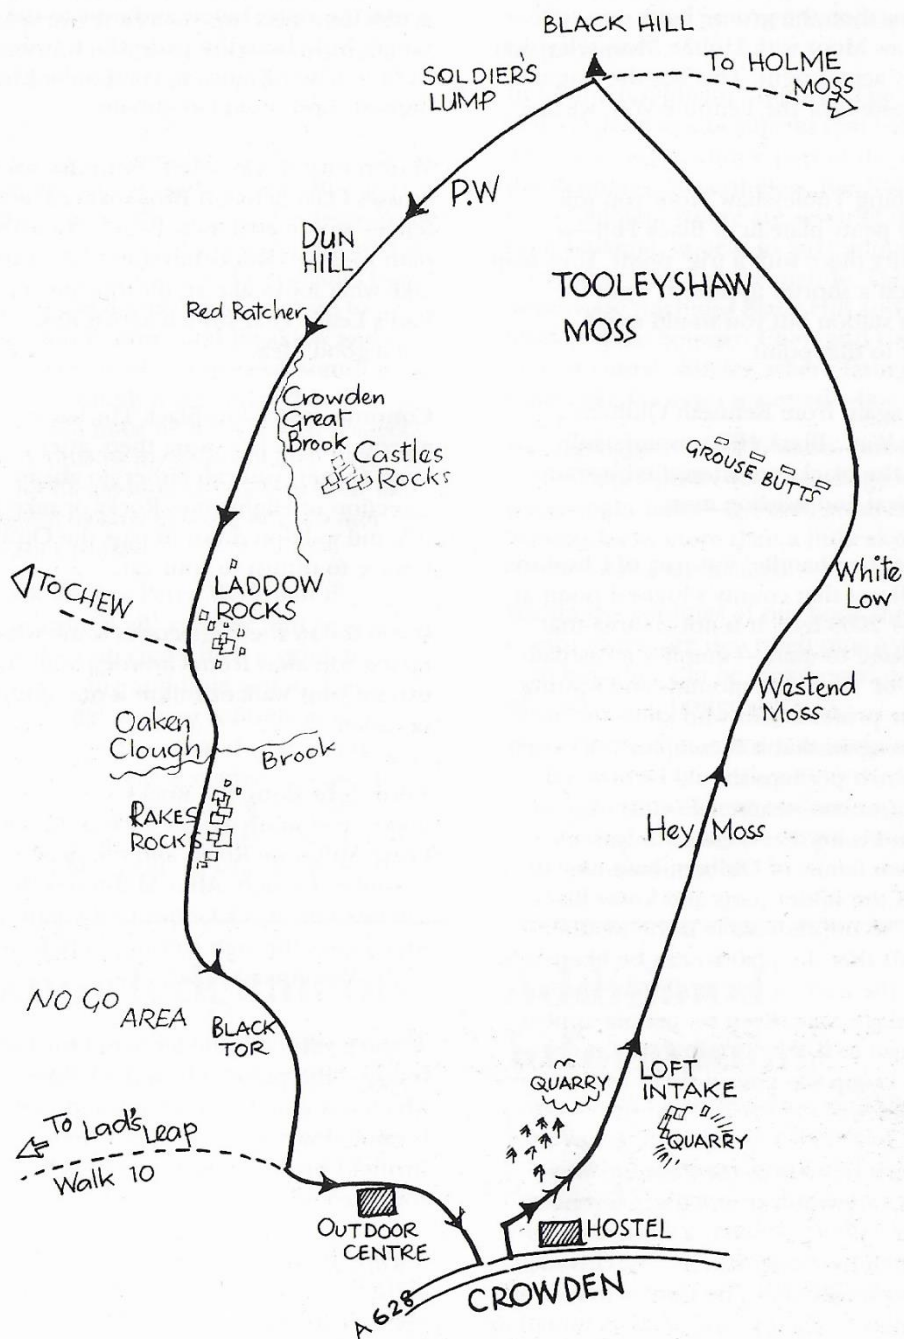 BLACK HILL
SOLDIER'S
LUMP
To HOLME
MOSS
P.W
DUN
HILL
Red Ratcher
TOOLEYSHAW
MOSS
Crowden
Great
Brook
Castles
Rocks
GROUSE BUTTS
TO CHEW
LADDOW
ROCKS
White
Low
Westend
Moss
Oaken
Clough
Brook
RAKES
ROCKS
Hey Moss
NO GO
AREA
BLACK
TOR
QUARRY
LOFT
INTAKE
QUARRY
To Lad's Leap
Walk 10
OUTDOOR
CENTRE
HOSTEL
A 628
CROWDEN